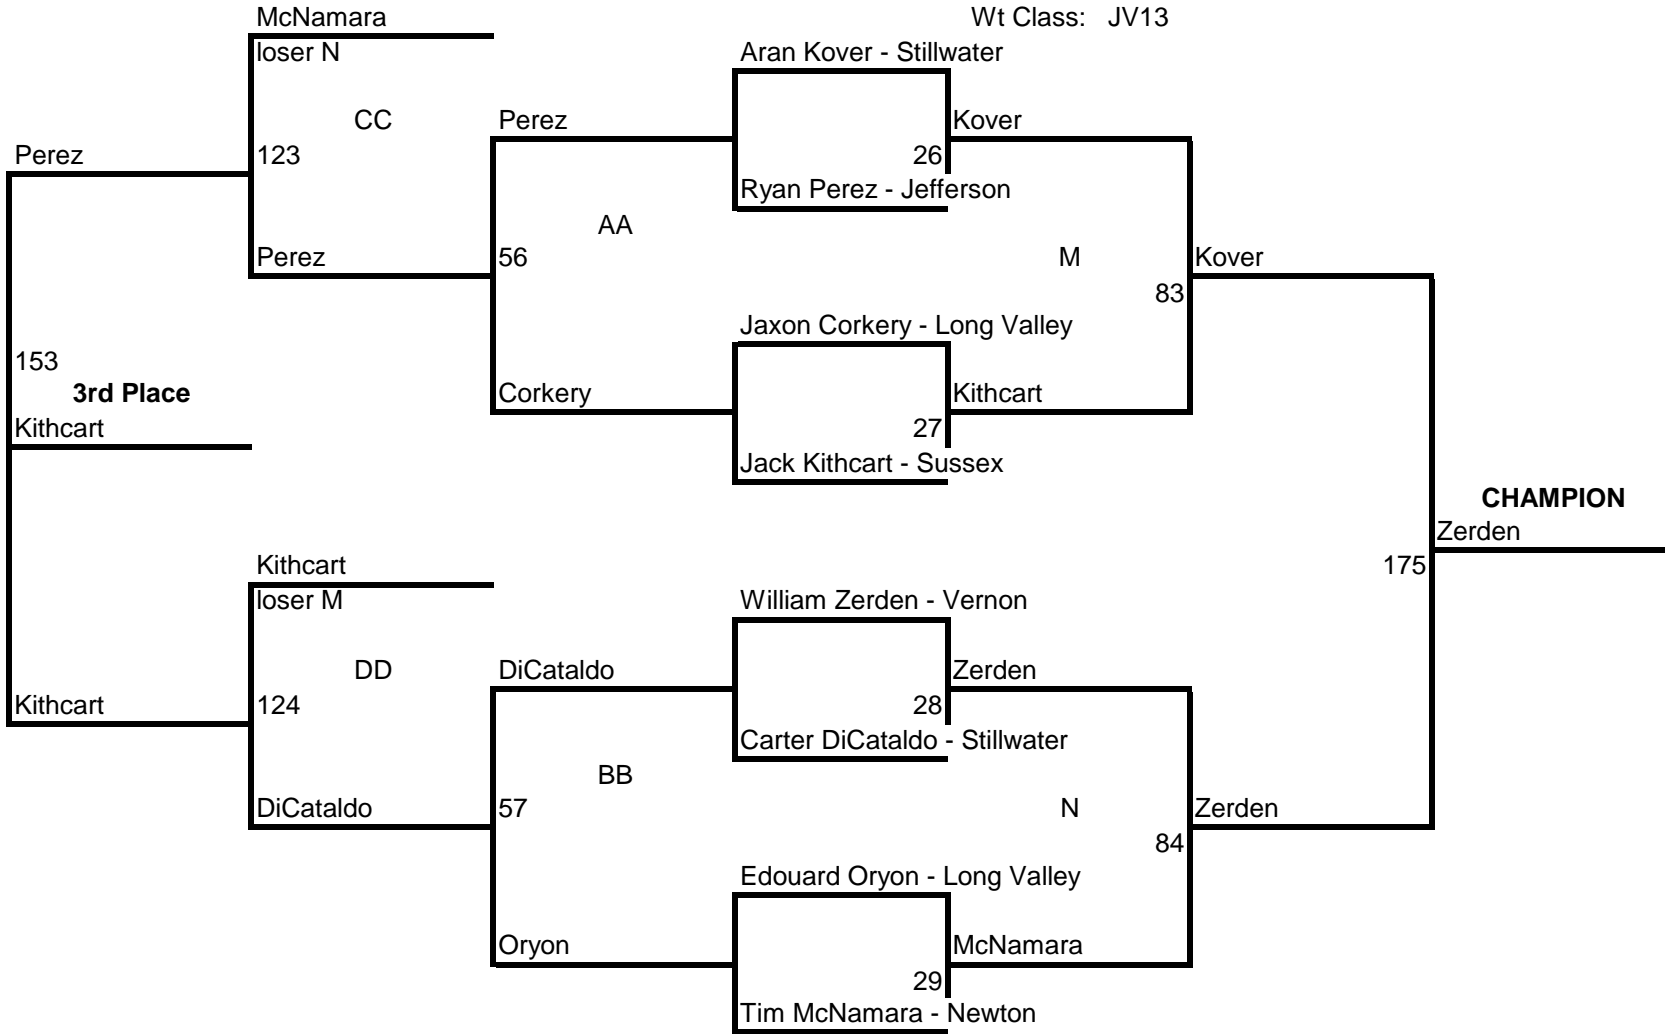 McNamara
Wt Class: JV13
loser N
Aran Kover - Stillwater
CC
Perez
Kover
Perez
123
26
Ryan Perez - Jefferson
AA
Perez
56
M
Kover
83
Jaxon Corkery - Long Valley
153
3rd Place
Corkery
Kithcart
Kithcart
27
Jack Kithcart - Sussex
CHAMPION
Zerden
Kithcart
175
loser M
William Zerden - Vernon
DD
DiCataldo
Zerden
Kithcart
124
28
Carter DiCataldo - Stillwater
BB
DiCataldo
57
N
Zerden
84
Edouard Oryon - Long Valley
Oryon
McNamara
29
Tim McNamara - Newton